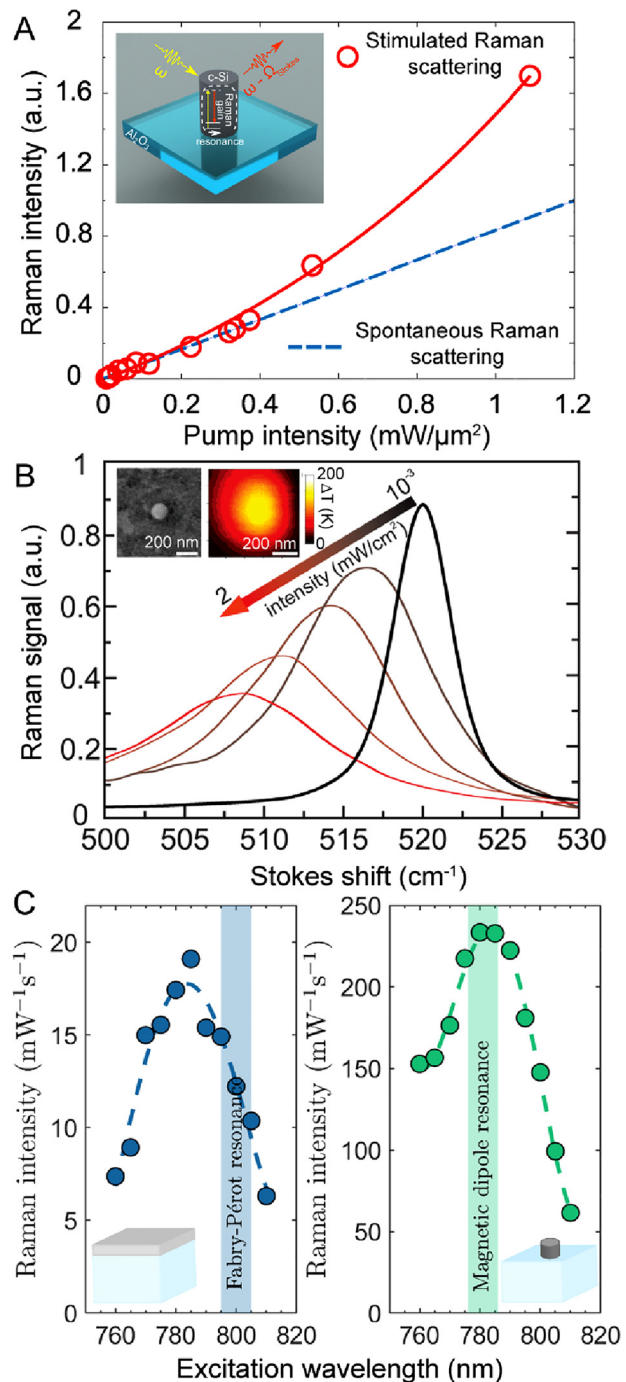 A
2
1.6
1.2
0.8
0.4
0
Raman intensity (a.u.)
c-Si
ω
ω - Ω Stokes
Raman
gain
resonance
Al₂O₃
Stimulated Raman
scattering
Spontaneous Raman
scattering
0
0.2
0.4
0.6
0.8
1
1.2
Pump intensity (mW/μm²)
B
1
0.8
0.6
0.4
0.2
0
Raman signal (a.u.)
200 nm
200 nm
200
0
ΔT (K)
10⁻³
2
intensity (mW/cm²)
500
505
510
515
520
525
530
Stokes shift (cm⁻¹)
C
20
15
10
5
0
Raman intensity (mW⁻¹s⁻¹)
Fabry-Pérot resonance
760
780
800
820
250
200
150
100
50
0
Raman intensity (mW⁻¹s⁻¹)
Magnetic dipole resonance
760
780
800
820
Excitation wavelength (nm)